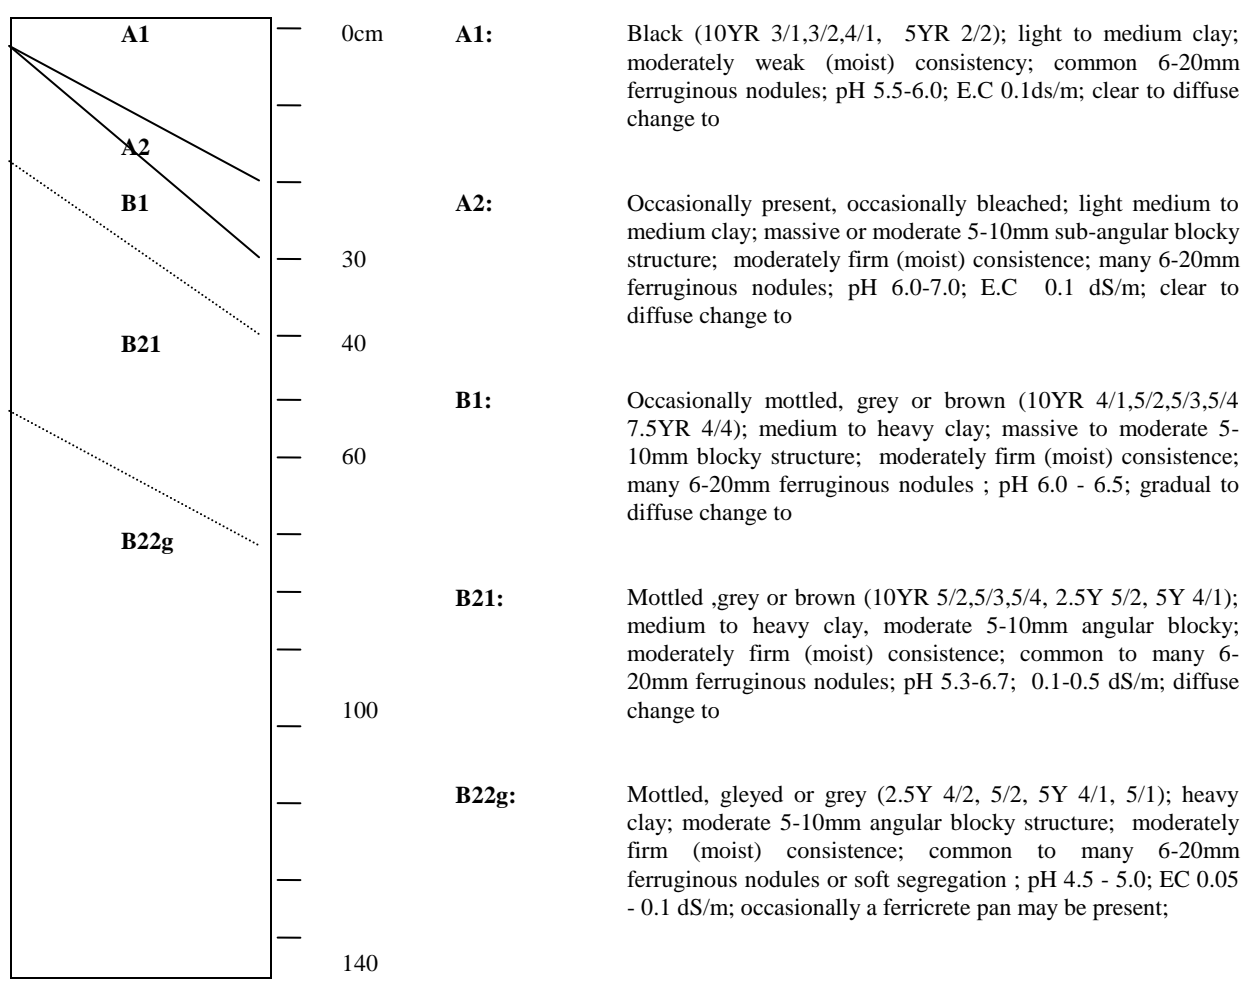 A1
A2
B1
B21
B22g
0cm
30
40
60
100
140
A1:
Black (10YR 3/1,3/2,4/1, 5YR 2/2); light to medium clay;
moderately weak (moist) consistency; common 6-20mm
ferruginous nodules; pH 5.5-6.0; E.C 0.1ds/m; clear to diffuse
change to
A2:
Occasionally present, occasionally bleached; light medium to
medium clay; massive or moderate 5-10mm sub-angular blocky
structure; moderately firm (moist) consistence; many 6-20mm
ferruginous nodules; pH 6.0-7.0; E.C 0.1 dS/m; clear to
diffuse change to
B1:
Occasionally mottled, grey or brown (10YR 4/1,5/2,5/3,5/4
7.5YR 4/4); medium to heavy clay; massive to moderate 5-
10mm blocky structure; moderately firm (moist) consistence;
many 6-20mm ferruginous nodules ; pH 6.0 - 6.5; gradual to
diffuse change to
B21:
Mottled ,grey or brown (10YR 5/2,5/3,5/4, 2.5Y 5/2, 5Y 4/1);
medium to heavy clay, moderate 5-10mm angular blocky;
moderately firm (moist) consistence; common to many 6-
20mm ferruginous nodules; pH 5.3-6.7; 0.1-0.5 dS/m; diffuse
change to
B22g:
Mottled, gleyed or grey (2.5Y 4/2, 5/2, 5Y 4/1, 5/1); heavy
clay; moderate 5-10mm angular blocky structure; moderately
firm (moist) consistence; common to many 6-20mm
ferruginous nodules or soft segregation ; pH 4.5 - 5.0; EC 0.05
- 0.1 dS/m; occasionally a ferricrete pan may be present;